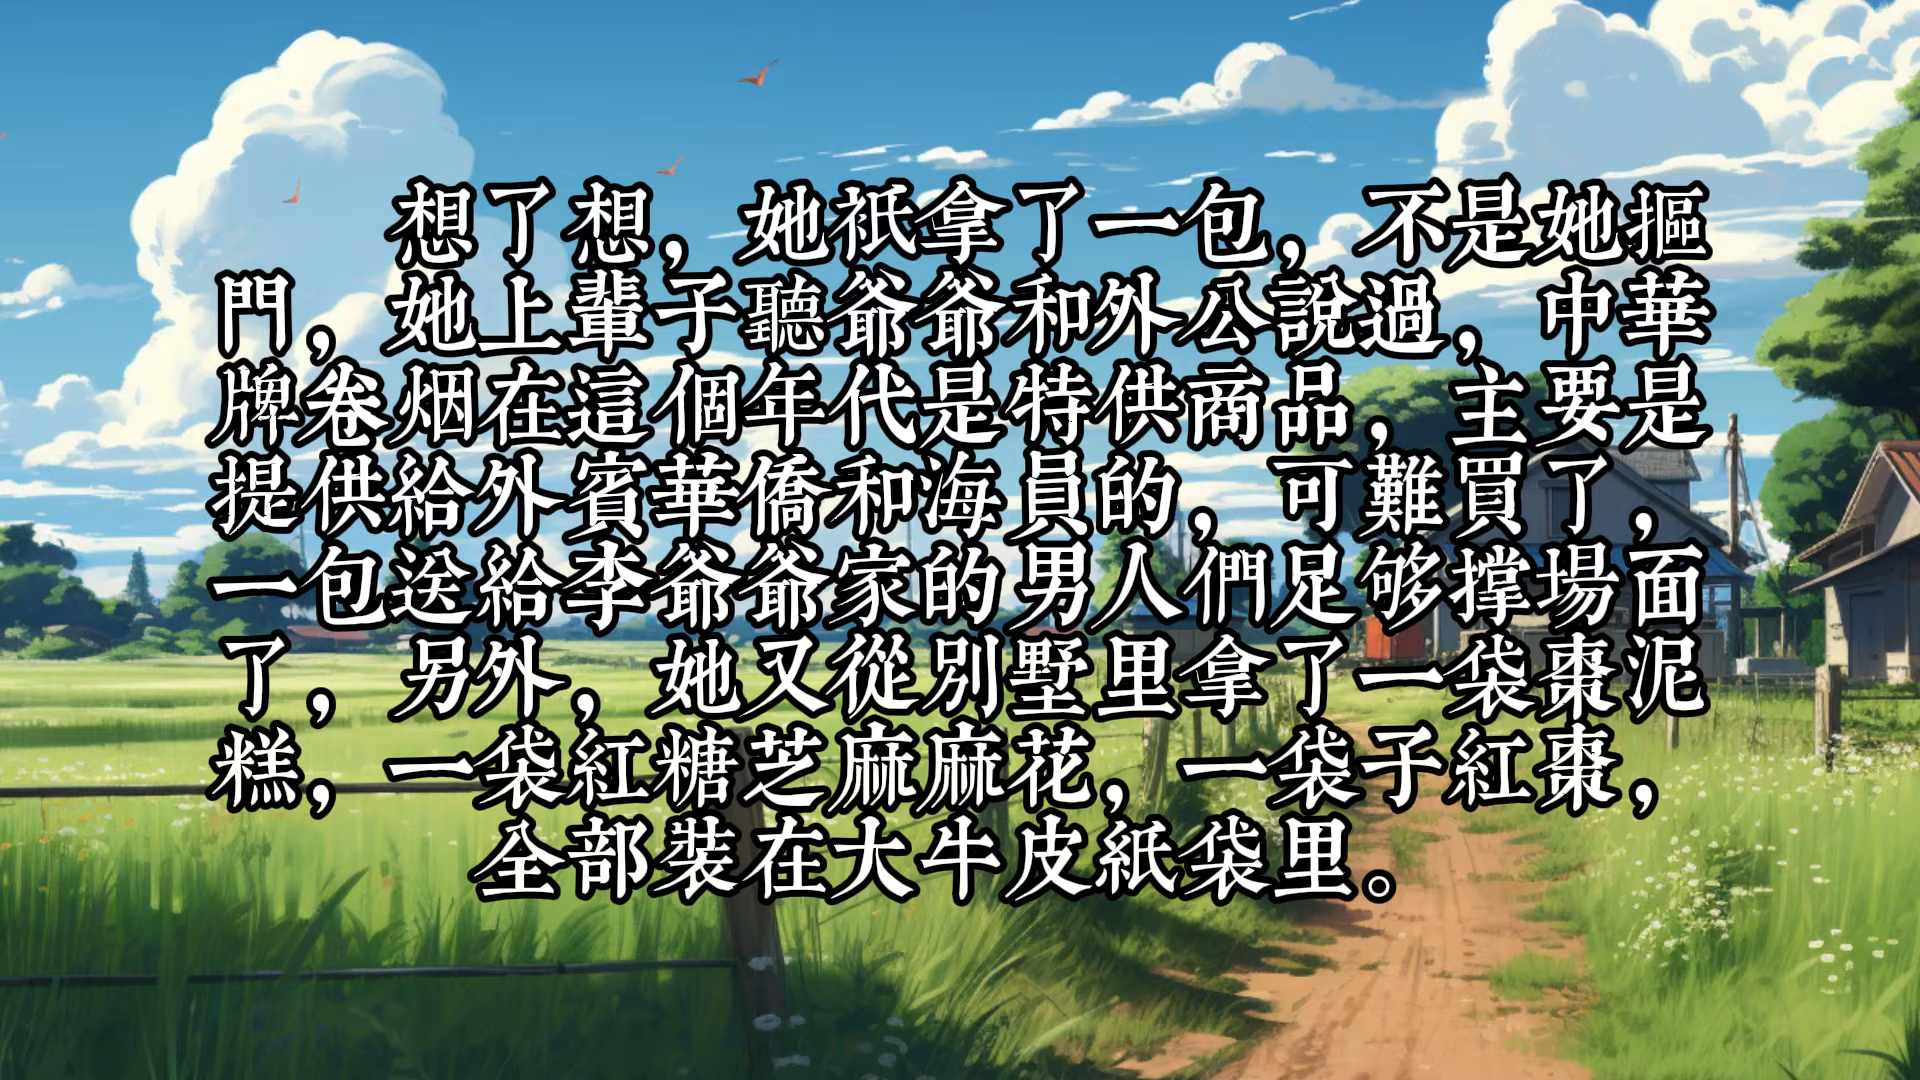 想了想，她衹拿了一包，不是她摳
門，她上輩子聽爺爺和外公說過，中華
牌卷烟在這個年代是特供商品，主要是
提供給外賓華僑和海員的，可難買了，
一包送給李爺爺家的男人們足够撑場面
了，另外，她又從別墅里拿了一袋棗泥
糕，一袋紅糖芝麻麻花，一袋子紅棗，
全部裝在大牛皮紙袋里。